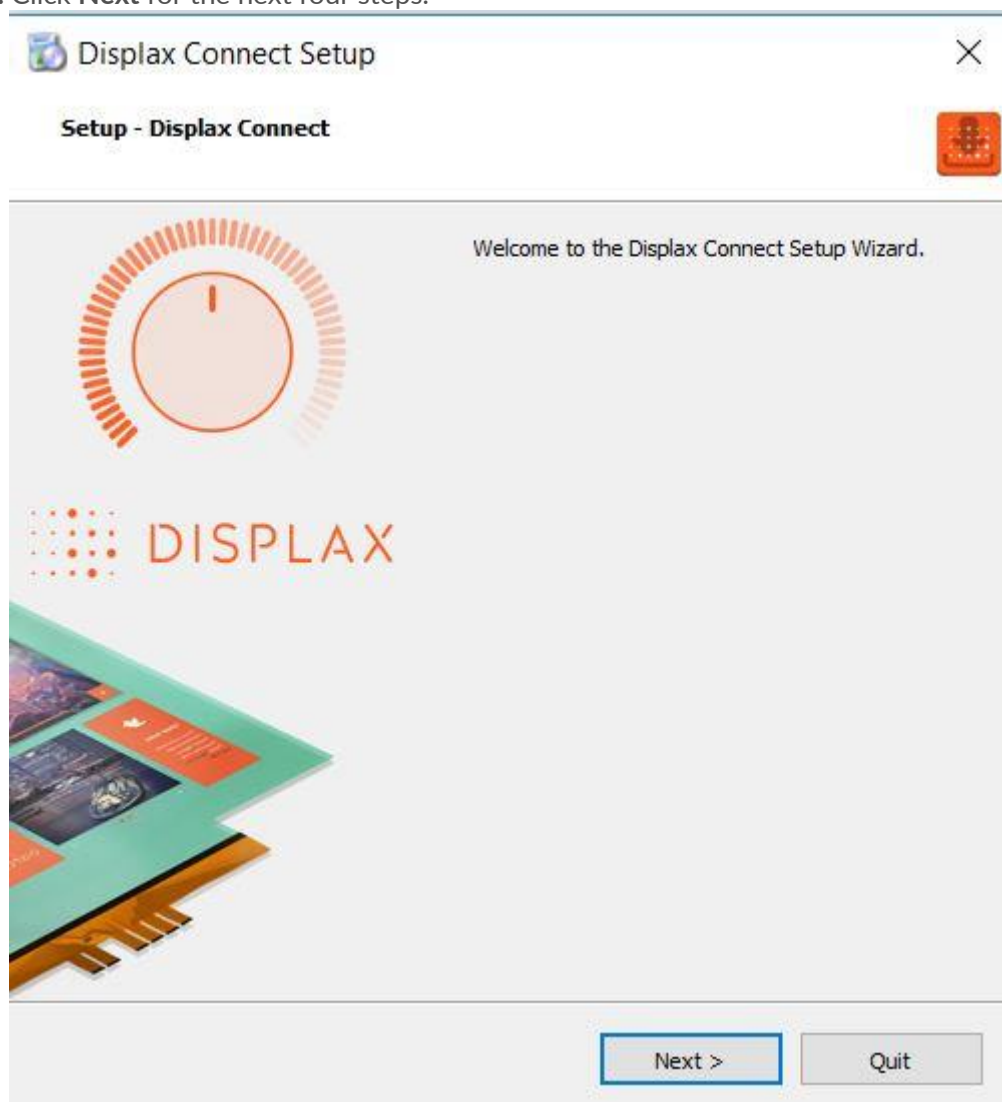 . Click Next for the next four steps.
Displax Connect Setup
Setup - Displax Connect
Welcome to the Displax Connect Setup Wizard.
DISPLAX
Next >
Quit